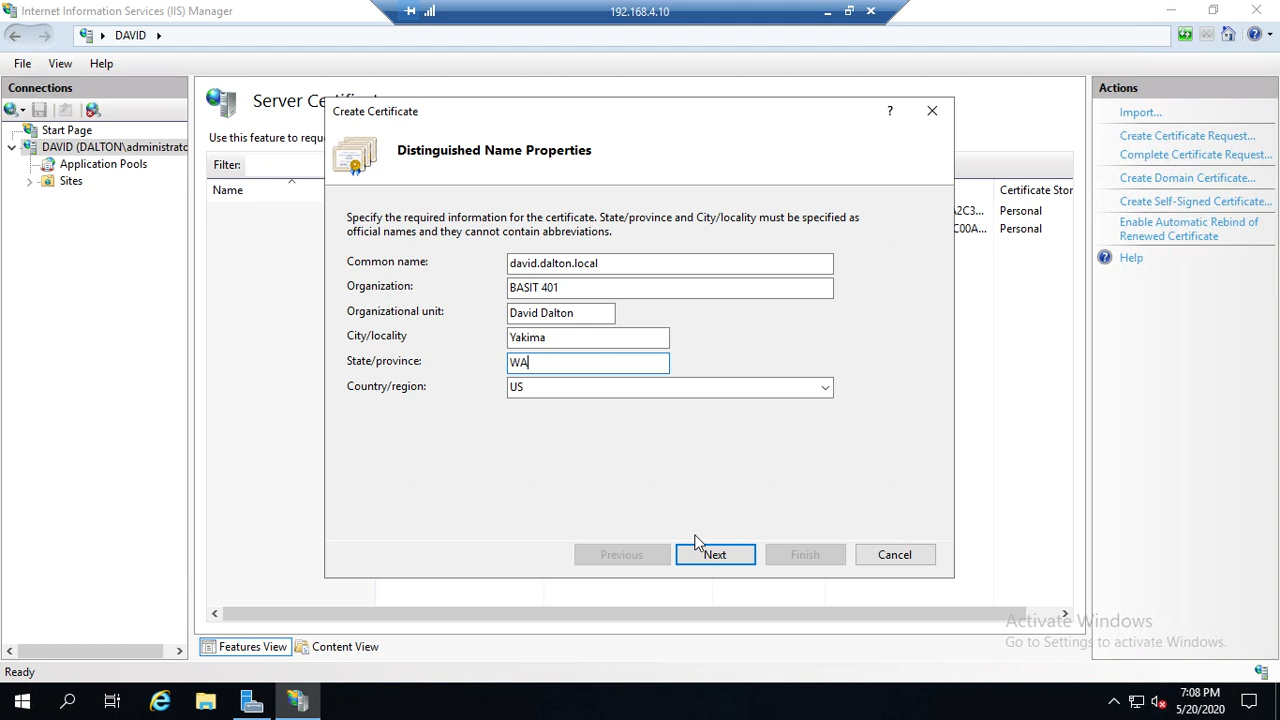 Internet Information Services (IIS) Manager
192.168.4.10
DAVID
File View Help
Connections
Start Page
DAVID (DALTON\administrato
Application Pools
Sites
Server Certificat
Use this feature to requ
Filter:
Name
Create Certificate
?
Distinguished Name Properties
Specify the required information for the certificate. State/province and City/locality must be specified as
official names and they cannot contain abbreviations.
Common name: david.dalton.local
Organization: BASIT 401
Organizational unit: David Dalton
City/locality Yakima
State/province: WA
Country/region: US
Previous Next Finish Cancel
Certificate Stor
A2C3... Personal
C00A... Personal
Actions
Import...
Create Certificate Request...
Complete Certificate Request...
Create Domain Certificate...
Create Self-Signed Certificate...
Enable Automatic Rebind of
Renewed Certificate
Help
Activate Windows
Go to Settings to activate Windows.
Features View Content View
Ready
7:08 PM
5/20/2020